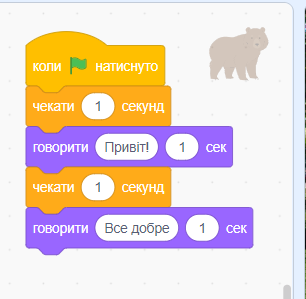 коли натиснуто
чекати 1 секунд
говорити Привіт! 1 сек
чекати 1 секунд
говорити Все добре 1 сек